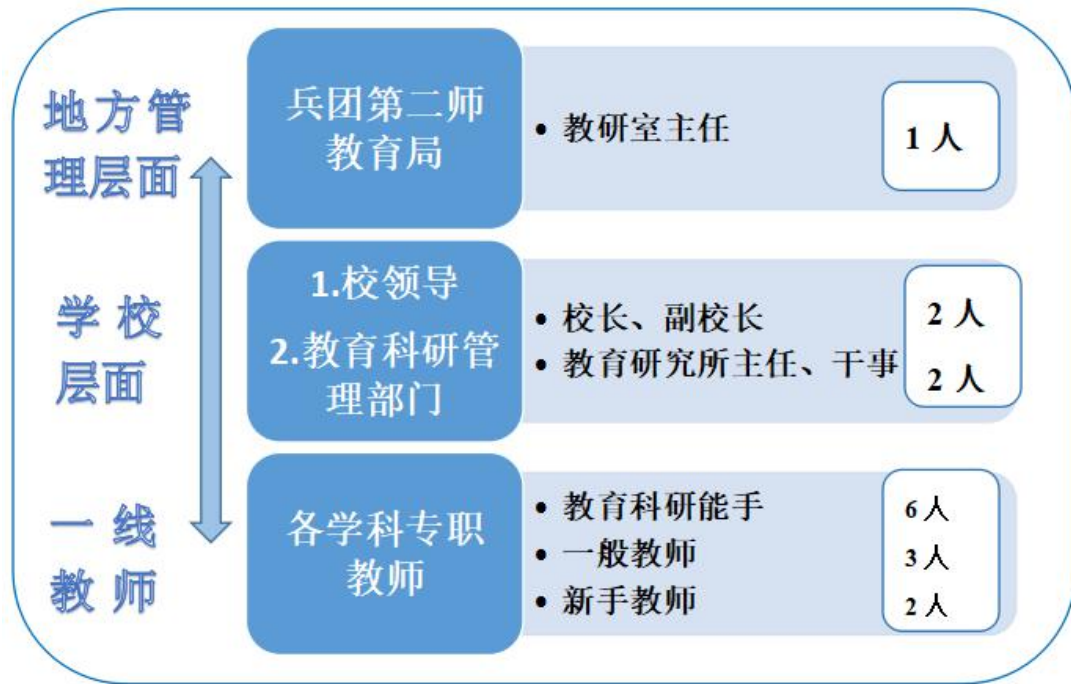 地方管
理层面
兵团第二师
教育局
• 教研室主任
1 人
学 校
层面
1.校领导
2.教育科研管
理部门
• 校长、副校长
• 教育研究所主任、干事
2 人
2 人
一 线
教 师
各学科专职
教师
• 教育科研能手
• 一般教师
• 新手教师
6 人
3 人
2 人